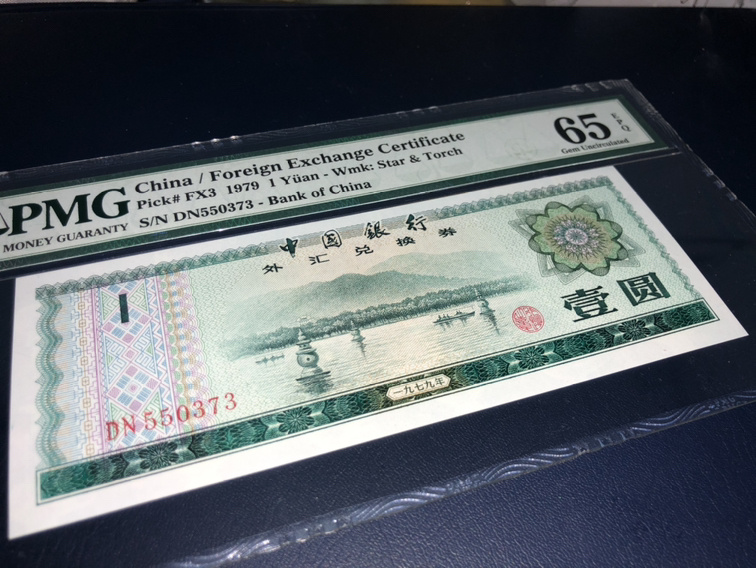 PMG
MONEY GUARANTY
China / Foreign Exchange Certificate
Pick# FX3 1979 1 Yüan - Wmk: Star & Torch
S/N DN550373 - Bank of China
65 EPQ
Gem Uncirculated
中國銀行
外汇兑换券
1
壹圆
DN550373
一九七九年